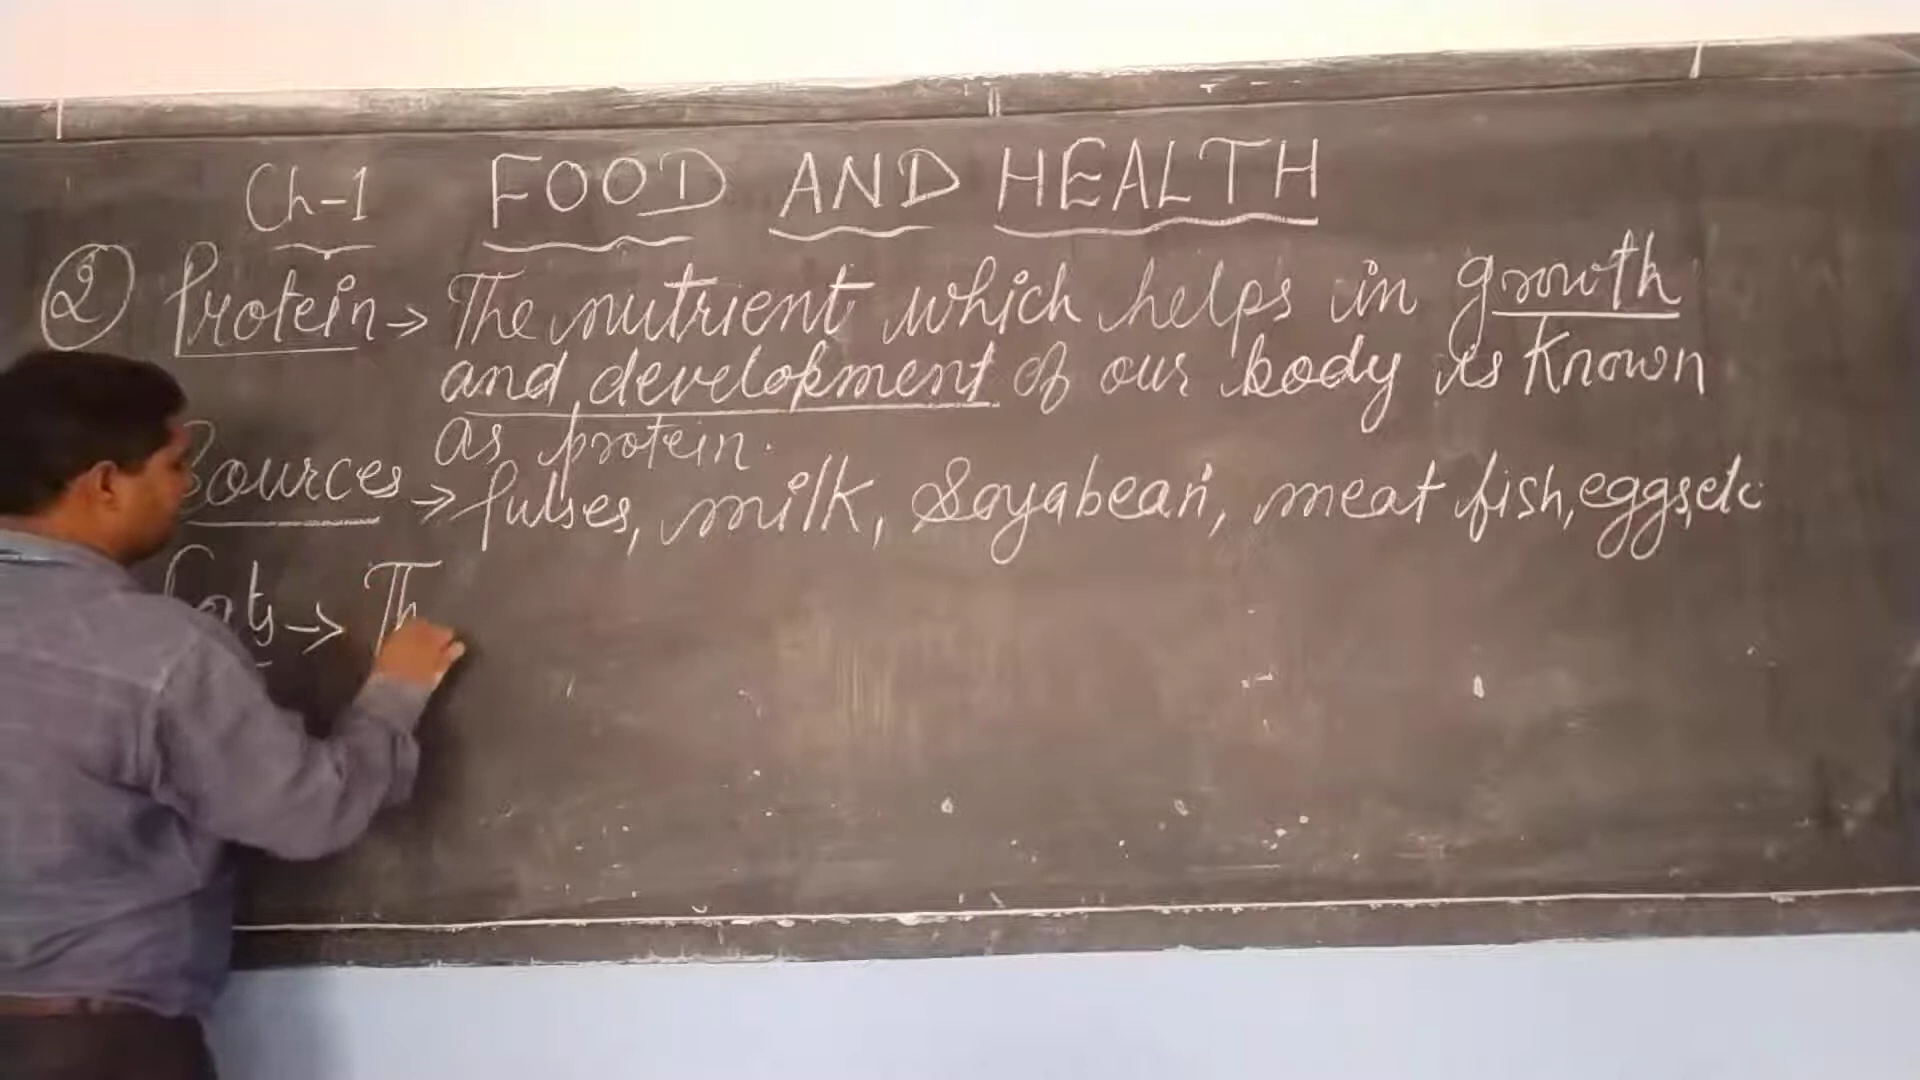 Ch-1 FOOD AND HEALTH
② Protein → The nutrient which helps in growth
and development of our body is known
as protein.
Sources → Pulses, milk, Soyabean, meat fish, eggs, etc
→ Th